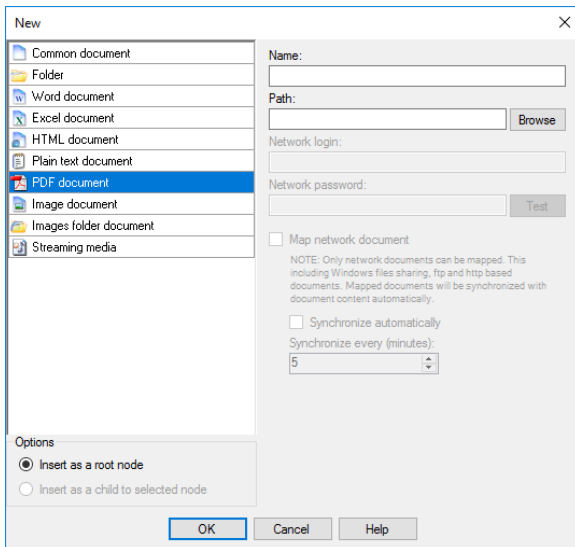 New
Common document
Folder
Word document
Excel document
HTML document
Plain text document
PDF document
Image document
Images folder document
Streaming media
Options
Insert as a root node
Insert as a child to selected node
Name:
Path:
Browse
Network login:
Network password:
Test
Map network document
NOTE: Only network documents can be mapped. This
including Windows files sharing, ftp and http based
documents. Mapped documents will be synchronized with
document content automatically.
Synchronize automatically
Synchronize every (minutes):
5
OK
Cancel
Help